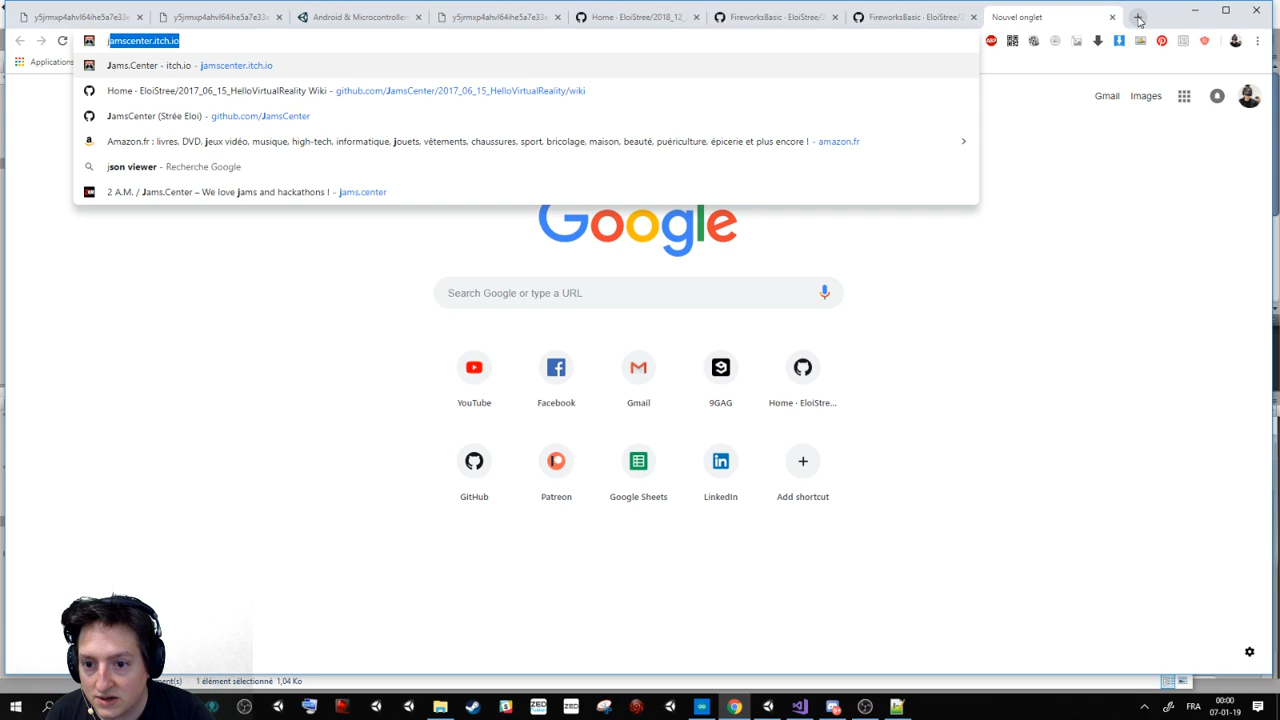 y5jrmxp4ahvl64ihe5a7e33
y5jrmxp4ahvl64ihe5a7e33
Android & Microcontroller
y5jrmxp4ahvl64ihe5a7e33
Home · EloiStree/2018_12_
FireworksBasic · EloiStree/
FireworksBasic · EloiStree/
Nouvel onglet
jamscenter.itch.io
Applications
Jams.Center - itch.io - jamscenter.itch.io
Home · EloiStree/2017_06_15_HelloVirtualReality Wiki - github.com/JamsCenter/2017_06_15_HelloVirtualReality/wiki
JamsCenter (Strée Eloi) - github.com/JamsCenter
Amazon.fr : livres, DVD, jeux vidéo, musique, high-tech, informatique, jouets, vêtements, chaussures, sport, bricolage, maison, beauté, puériculture, épicerie et plus encore ! - amazon.fr
json viewer - Recherche Google
2 A.M. / Jams.Center – We love jams and hackathons ! - jams.center
Gmail
Images
Google
Search Google or type a URL
YouTube
Facebook
Gmail
9GAG
Home · EloiStre...
GitHub
Patreon
Google Sheets
LinkedIn
Add shortcut
1 élément sélectionné 1,04 Ko
ZED
ZED
FRA
00:00
07-01-19